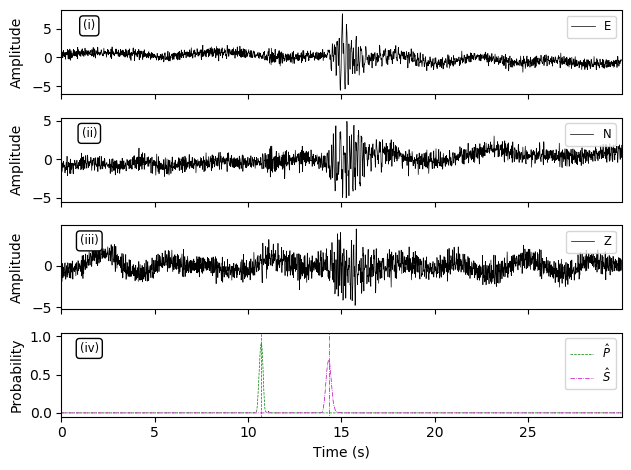 (i)
E
Amplitude
5
0
−5
(ii)
N
Amplitude
5
0
−5
(iii)
Z
Amplitude
0
−5
(iv)
P̂
Ŝ
Probability
1.0
0.5
0.0
0 5 10 15 20 25
Time (s)